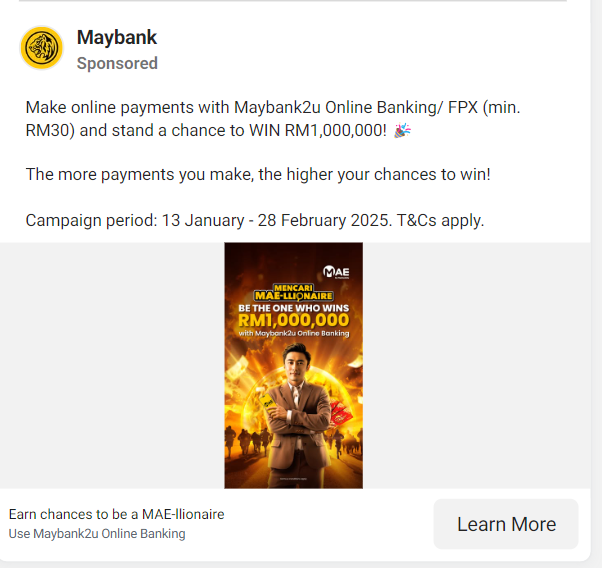 Maybank
Sponsored
Make online payments with Maybank2u Online Banking/ FPX (min.
RM30) and stand a chance to WIN RM1,000,000! 🎉
The more payments you make, the higher your chances to win!
Campaign period: 13 January - 28 February 2025. T&Cs apply.
MAE
MENCARI
MAE-LLIONAIRE
BE THE ONE WHO WINS
RM1,000,000
with Maybank2u Online Banking
Earn chances to be a MAE-llionaire
Use Maybank2u Online Banking
Learn More